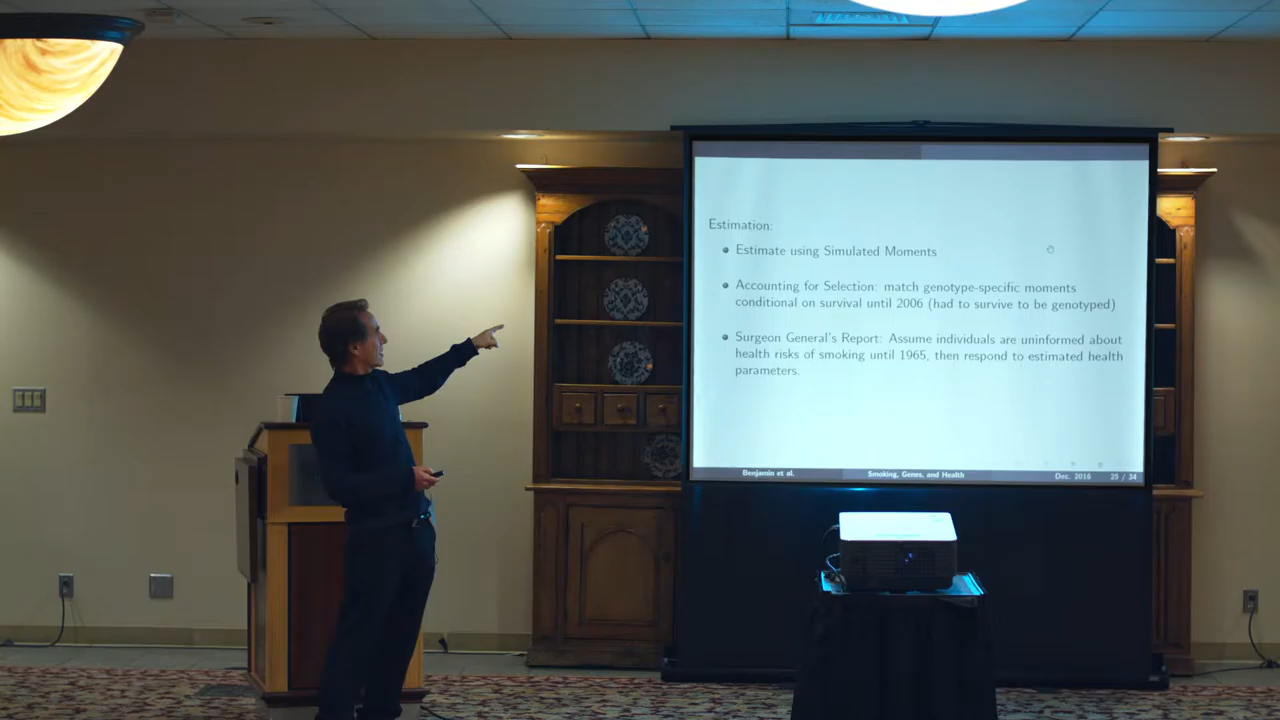 Estimation:
Estimate using Simulated Moments
Accounting for Selection: match genotype-specific moments
conditional on survival until 2006 (had to survive to be genotyped)
Surgeon General's Report: Assume individuals are uninformed about
health risks of smoking until 1965, then respond to estimated health
parameters.
Benjamin et al. Smoking, Genes, and Health Dec. 2016 25 / 34